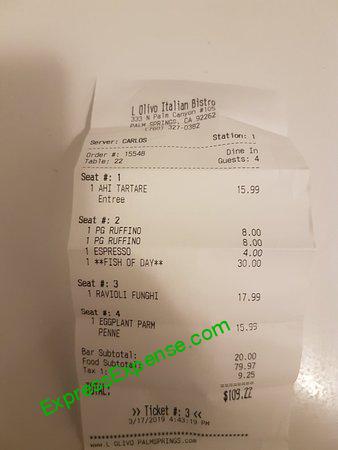 L Olivo Italian Bistro
333 N Palm Canyon #105
PALM SPRINGS, CA 92262
(760) 327-0382
Server: CARLOS Station: 1
Order #: 15548 Dine In
Table: 22 Guests: 4
Seat #: 1
1 AHI TARTARE 15.99
Entree
Seat #: 2
1 PG RUFFINO 8.00
1 PG RUFFINO 8.00
1 ESPRESSO 4.00
1 **FISH OF DAY** 30.00
Seat #: 3
1 RAVIOLI FUNGHI 17.99
Seat #: 4
1 EGGPLANT PARM 15.99
PENNE
Bar Subtotal: 20.00
Food Subtotal: 79.97
Tax 1: 9.25
TOTAL: $109.22
>> Ticket #: 3 <<
3/17/2019 4:43:19 PM
www.L OLIVO PALMSPRINGS.com
ExpressExpense.com